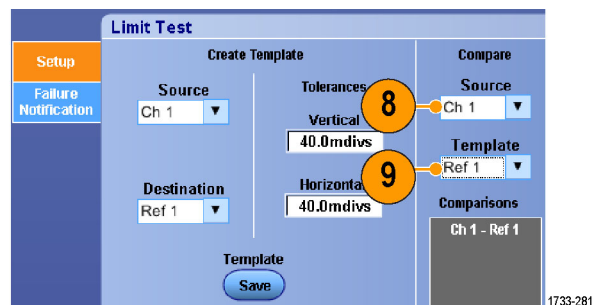 Limit Test
Setup
Failure
Notification
Create Template
Source
Ch 1
Destination
Ref 1
Tolerances
Vertical
40.0mdivs
Horizontal
40.0mdivs
Template
Save
Compare
Source
Ch 1
Template
Ref 1
Comparisons
Ch 1 - Ref 1
8
9
1733-281